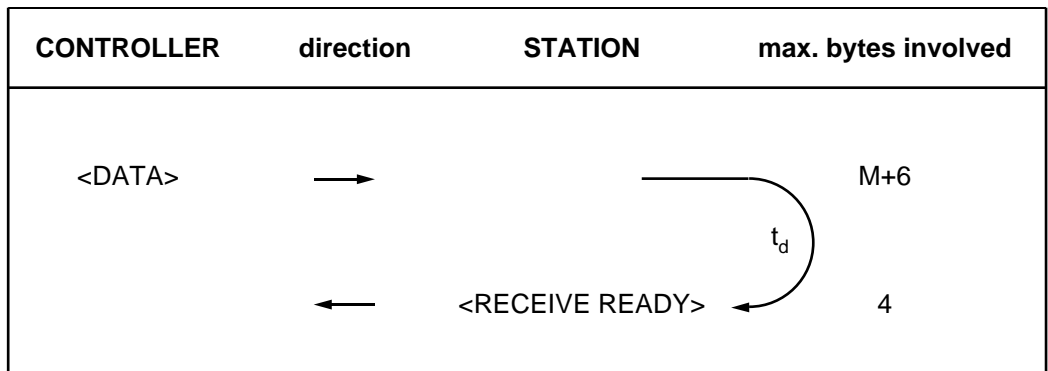 CONTROLLER direction STATION max. bytes involved
<DATA> M+6
td
<RECEIVE READY> 4